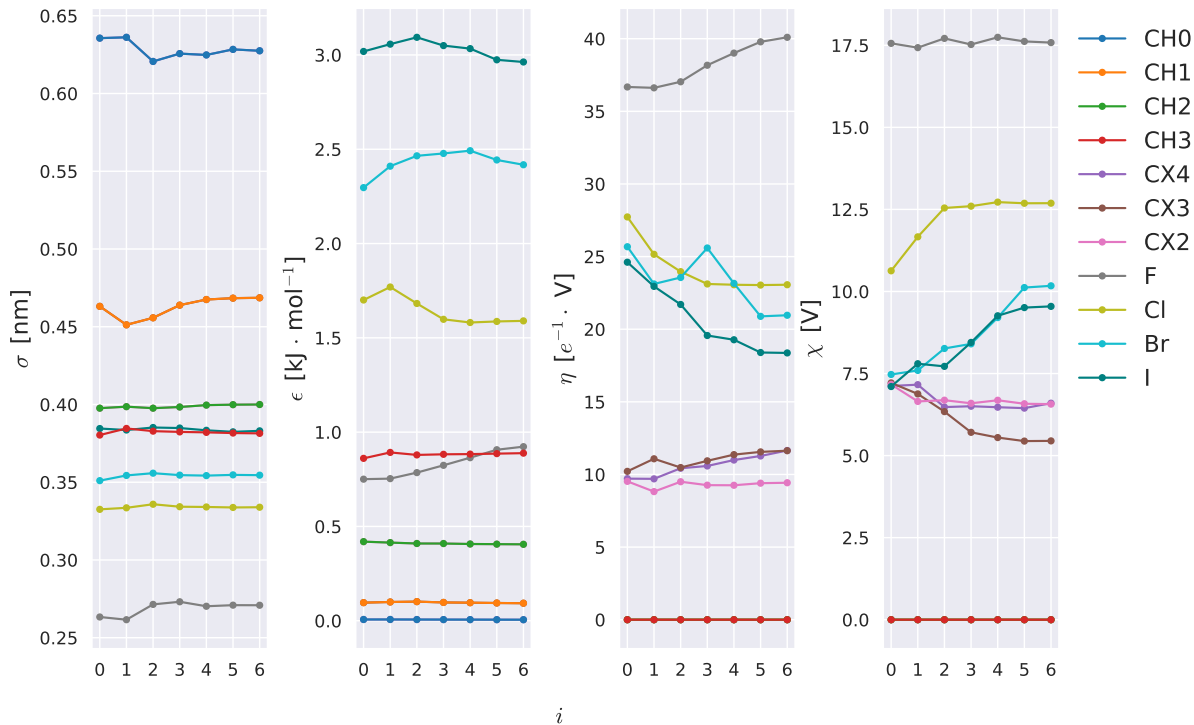 σ [nm]
0.65
0.60
0.55
0.50
0.45
0.40
0.35
0.30
0.25
0 1 2 3 4 5 6
ϵ [kJ · mol⁻¹]
3.0
2.5
2.0
1.5
1.0
0.5
0.0
0 1 2 3 4 5 6
η [e⁻¹ · V]
40
35
30
25
20
15
10
5
0
0 1 2 3 4 5 6
χ [V]
17.5
15.0
12.5
10.0
7.5
5.0
2.5
0.0
0 1 2 3 4 5 6
CH0
CH1
CH2
CH3
CX4
CX3
CX2
F
Cl
Br
I
i